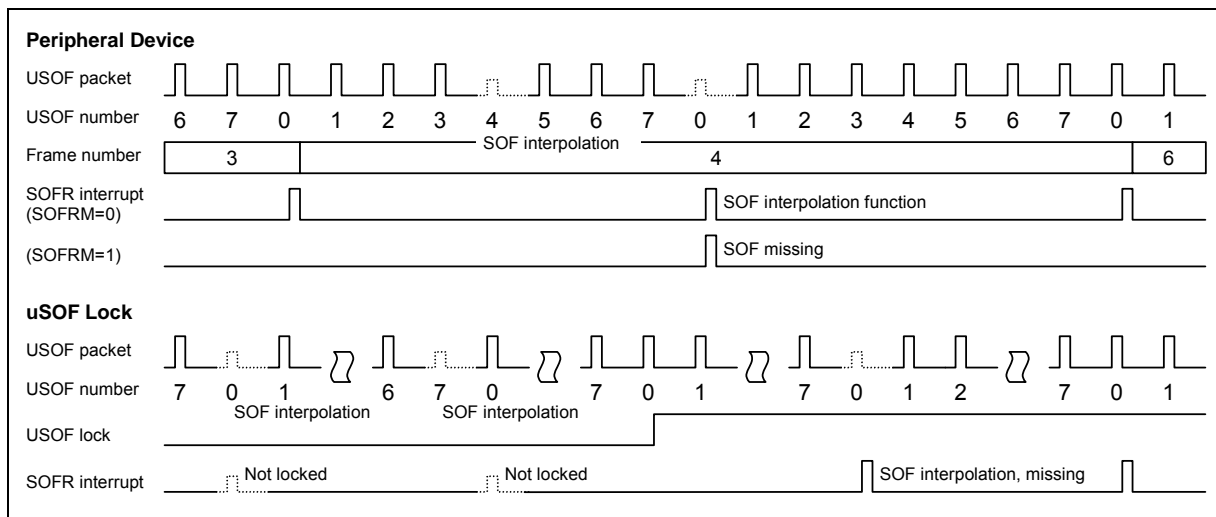 Peripheral Device
USOF packet
USOF number 6 7 0 1 2 3 4 5 6 7 0 1 2 3 4 5 6 7 0 1
SOF interpolation
Frame number 3 4 6
SOFR interrupt
(SOFRM=0)
SOF interpolation function
(SOFRM=1) SOF missing
uSOF Lock
USOF packet
USOF number 7 0 1 6 7 0 7 0 1 7 0 1 2 7 0 1
SOF interpolation SOF interpolation
USOF lock
SOFR interrupt Not locked Not locked SOF interpolation, missing